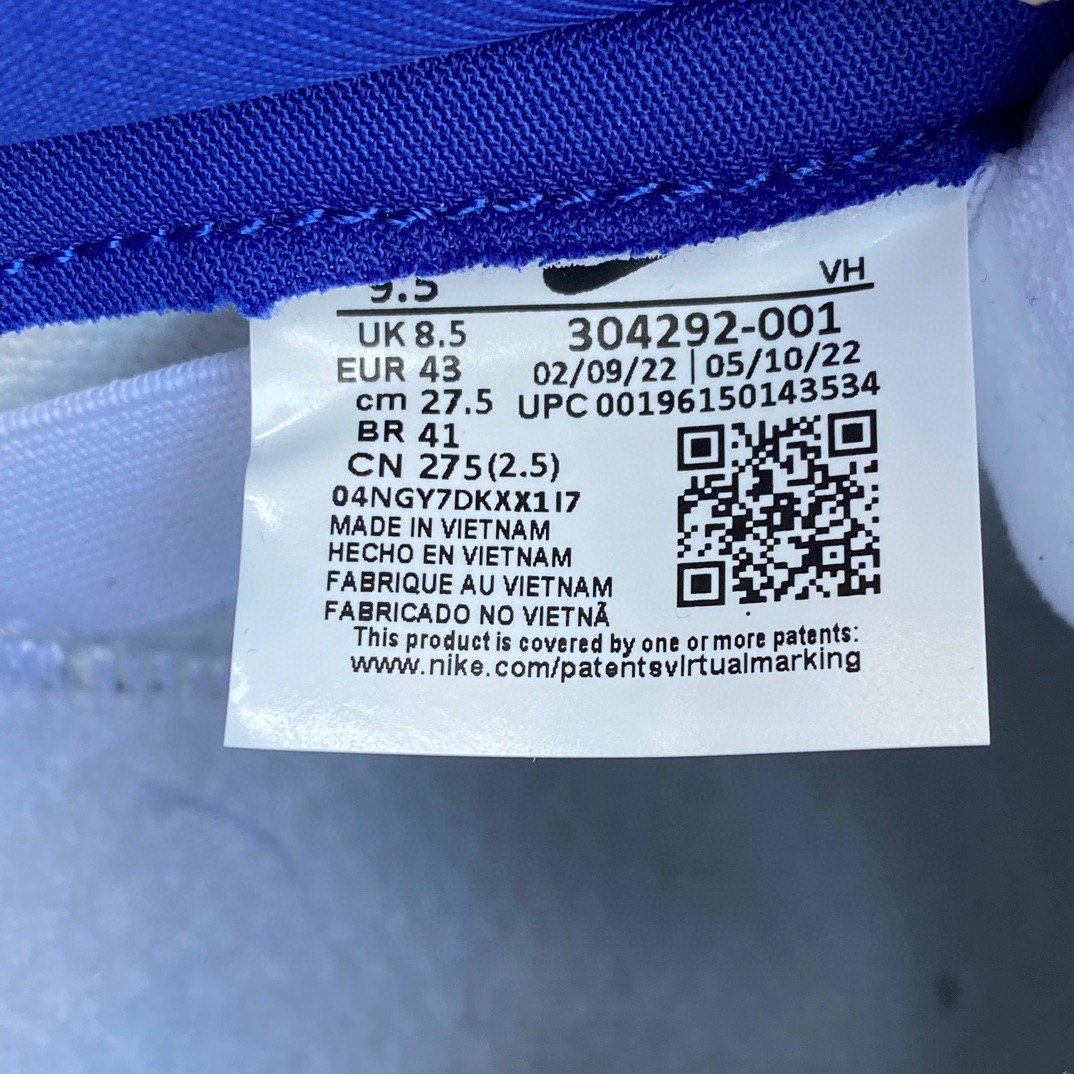 9.5 VH
UK 8.5 304292-001
EUR 43 02/09/22 | 05/10/22
cm 27.5 UPC 00196150143534
BR 41
CN 275(2.5)
04NGY7DKXX1I7
MADE IN VIETNAM
HECHO EN VIETNAM
FABRIQUE AU VIETNAM
FABRICADO NO VIETNÃ
This product is covered by one or more patents:
www.nike.com/patentsvirtualmarking